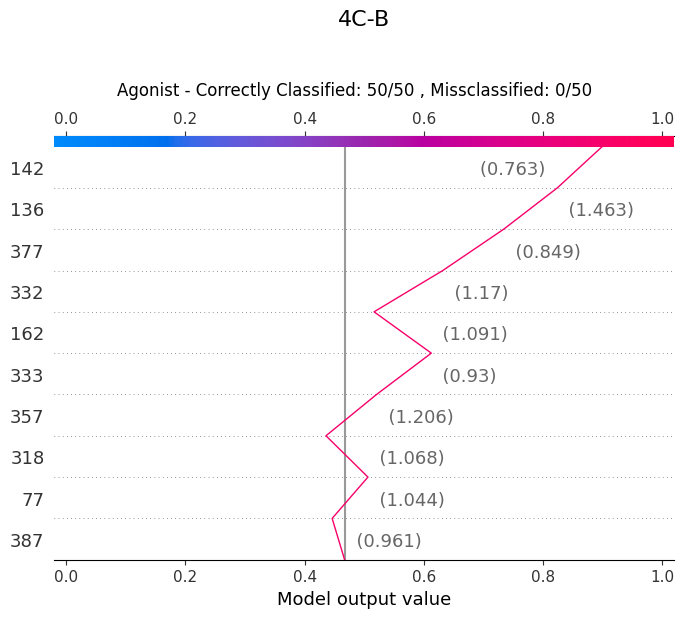 4C-B
Agonist - Correctly Classified: 50/50 , Missclassified: 0/50
0.0 0.2 0.4 0.6 0.8 1.0
142 (0.763)
136 (1.463)
377 (0.849)
332 (1.17)
162 (1.091)
333 (0.93)
357 (1.206)
318 (1.068)
77 (1.044)
387 (0.961)
0.0 0.2 0.4 0.6 0.8 1.0
Model output value